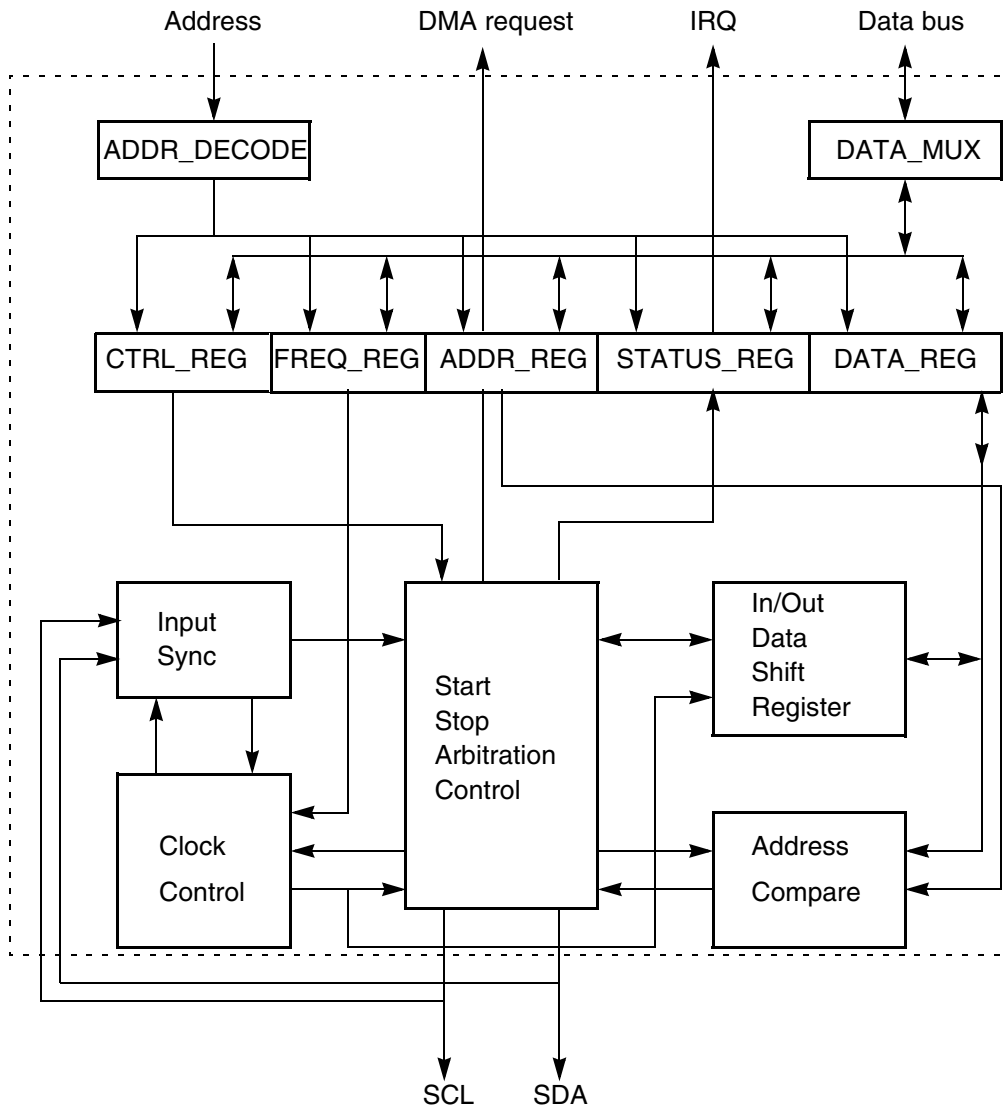 Address
DMA request
IRQ
Data bus
ADDR_DECODE
DATA_MUX
CTRL_REG
FREQ_REG
ADDR_REG
STATUS_REG
DATA_REG
Input
Sync
Start
Stop
Arbitration
Control
In/Out
Data
Shift
Register
Clock
Control
Address
Compare
SCL
SDA